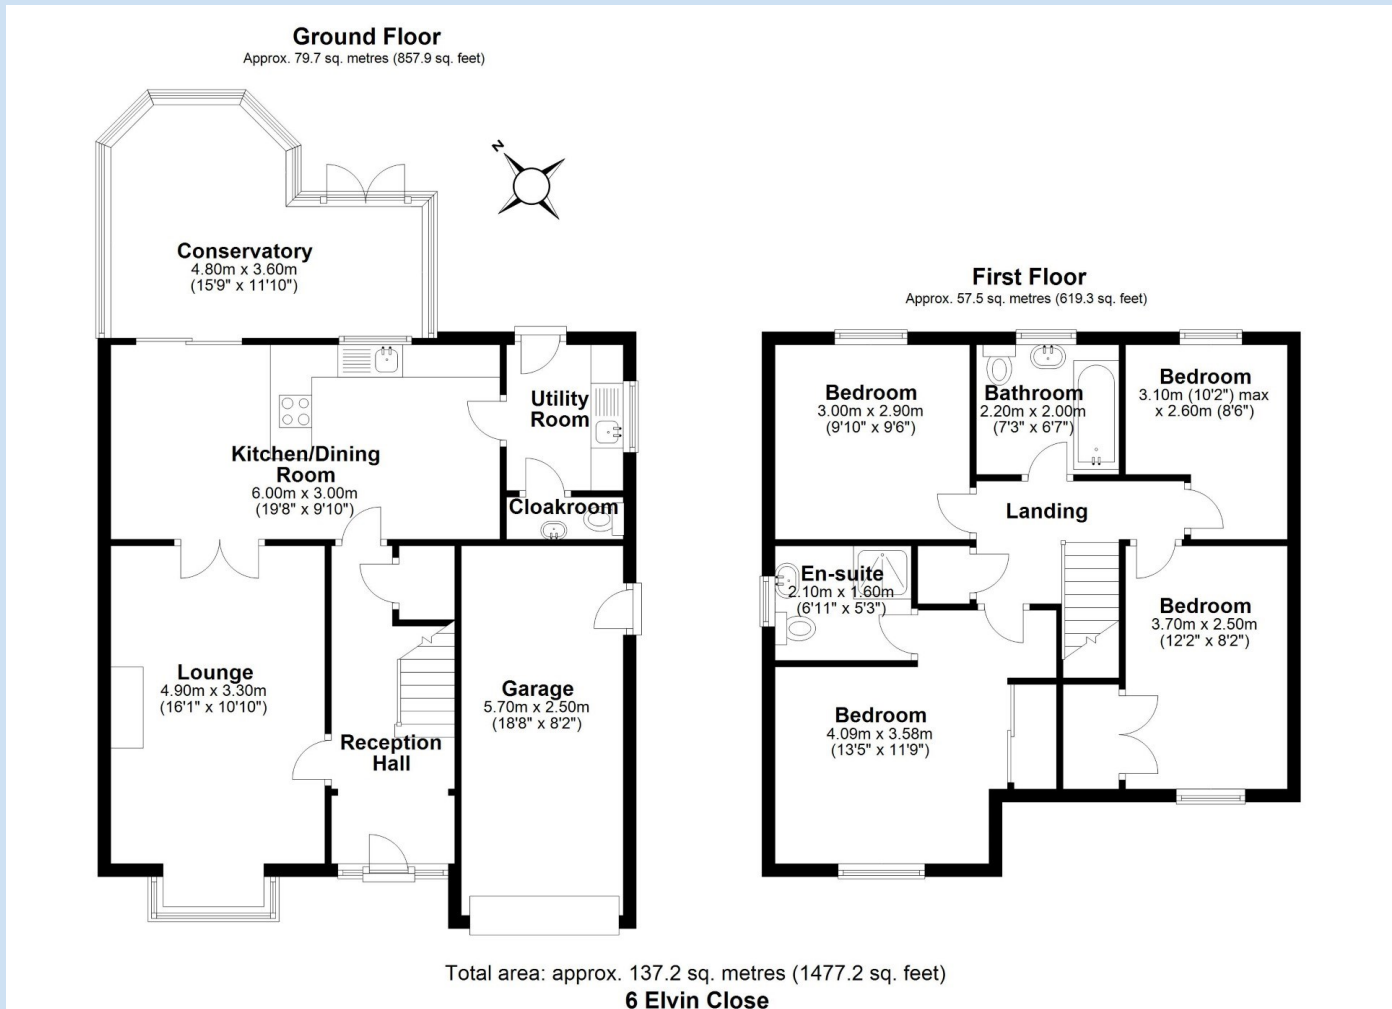 Ground Floor
Approx. 79.7 sq. metres (857.9 sq. feet)
N
Conservatory
4.80m x 3.60m
(15'9" x 11'10")
Utility
Room
Kitchen/Dining
Room
6.00m x 3.00m
(19'8" x 9'10")
Cloakroom
Lounge
4.90m x 3.30m
(16'1" x 10'10")
Garage
5.70m x 2.50m
(18'8" x 8'2")
Reception
Hall
First Floor
Approx. 57.5 sq. metres (619.3 sq. feet)
Bedroom
3.00m x 2.90m
(9'10" x 9'6")
Bathroom
2.20m x 2.00m
(7'3" x 6'7")
Bedroom
3.10m (10'2") max
x 2.60m (8'6")
Landing
En-suite
2.10m x 1.60m
(6'11" x 5'3")
Bedroom
3.70m x 2.50m
(12'2" x 8'2")
Bedroom
4.09m x 3.58m
(13'5" x 11'9")
Total area: approx. 137.2 sq. metres (1477.2 sq. feet)
6 Elvin Close